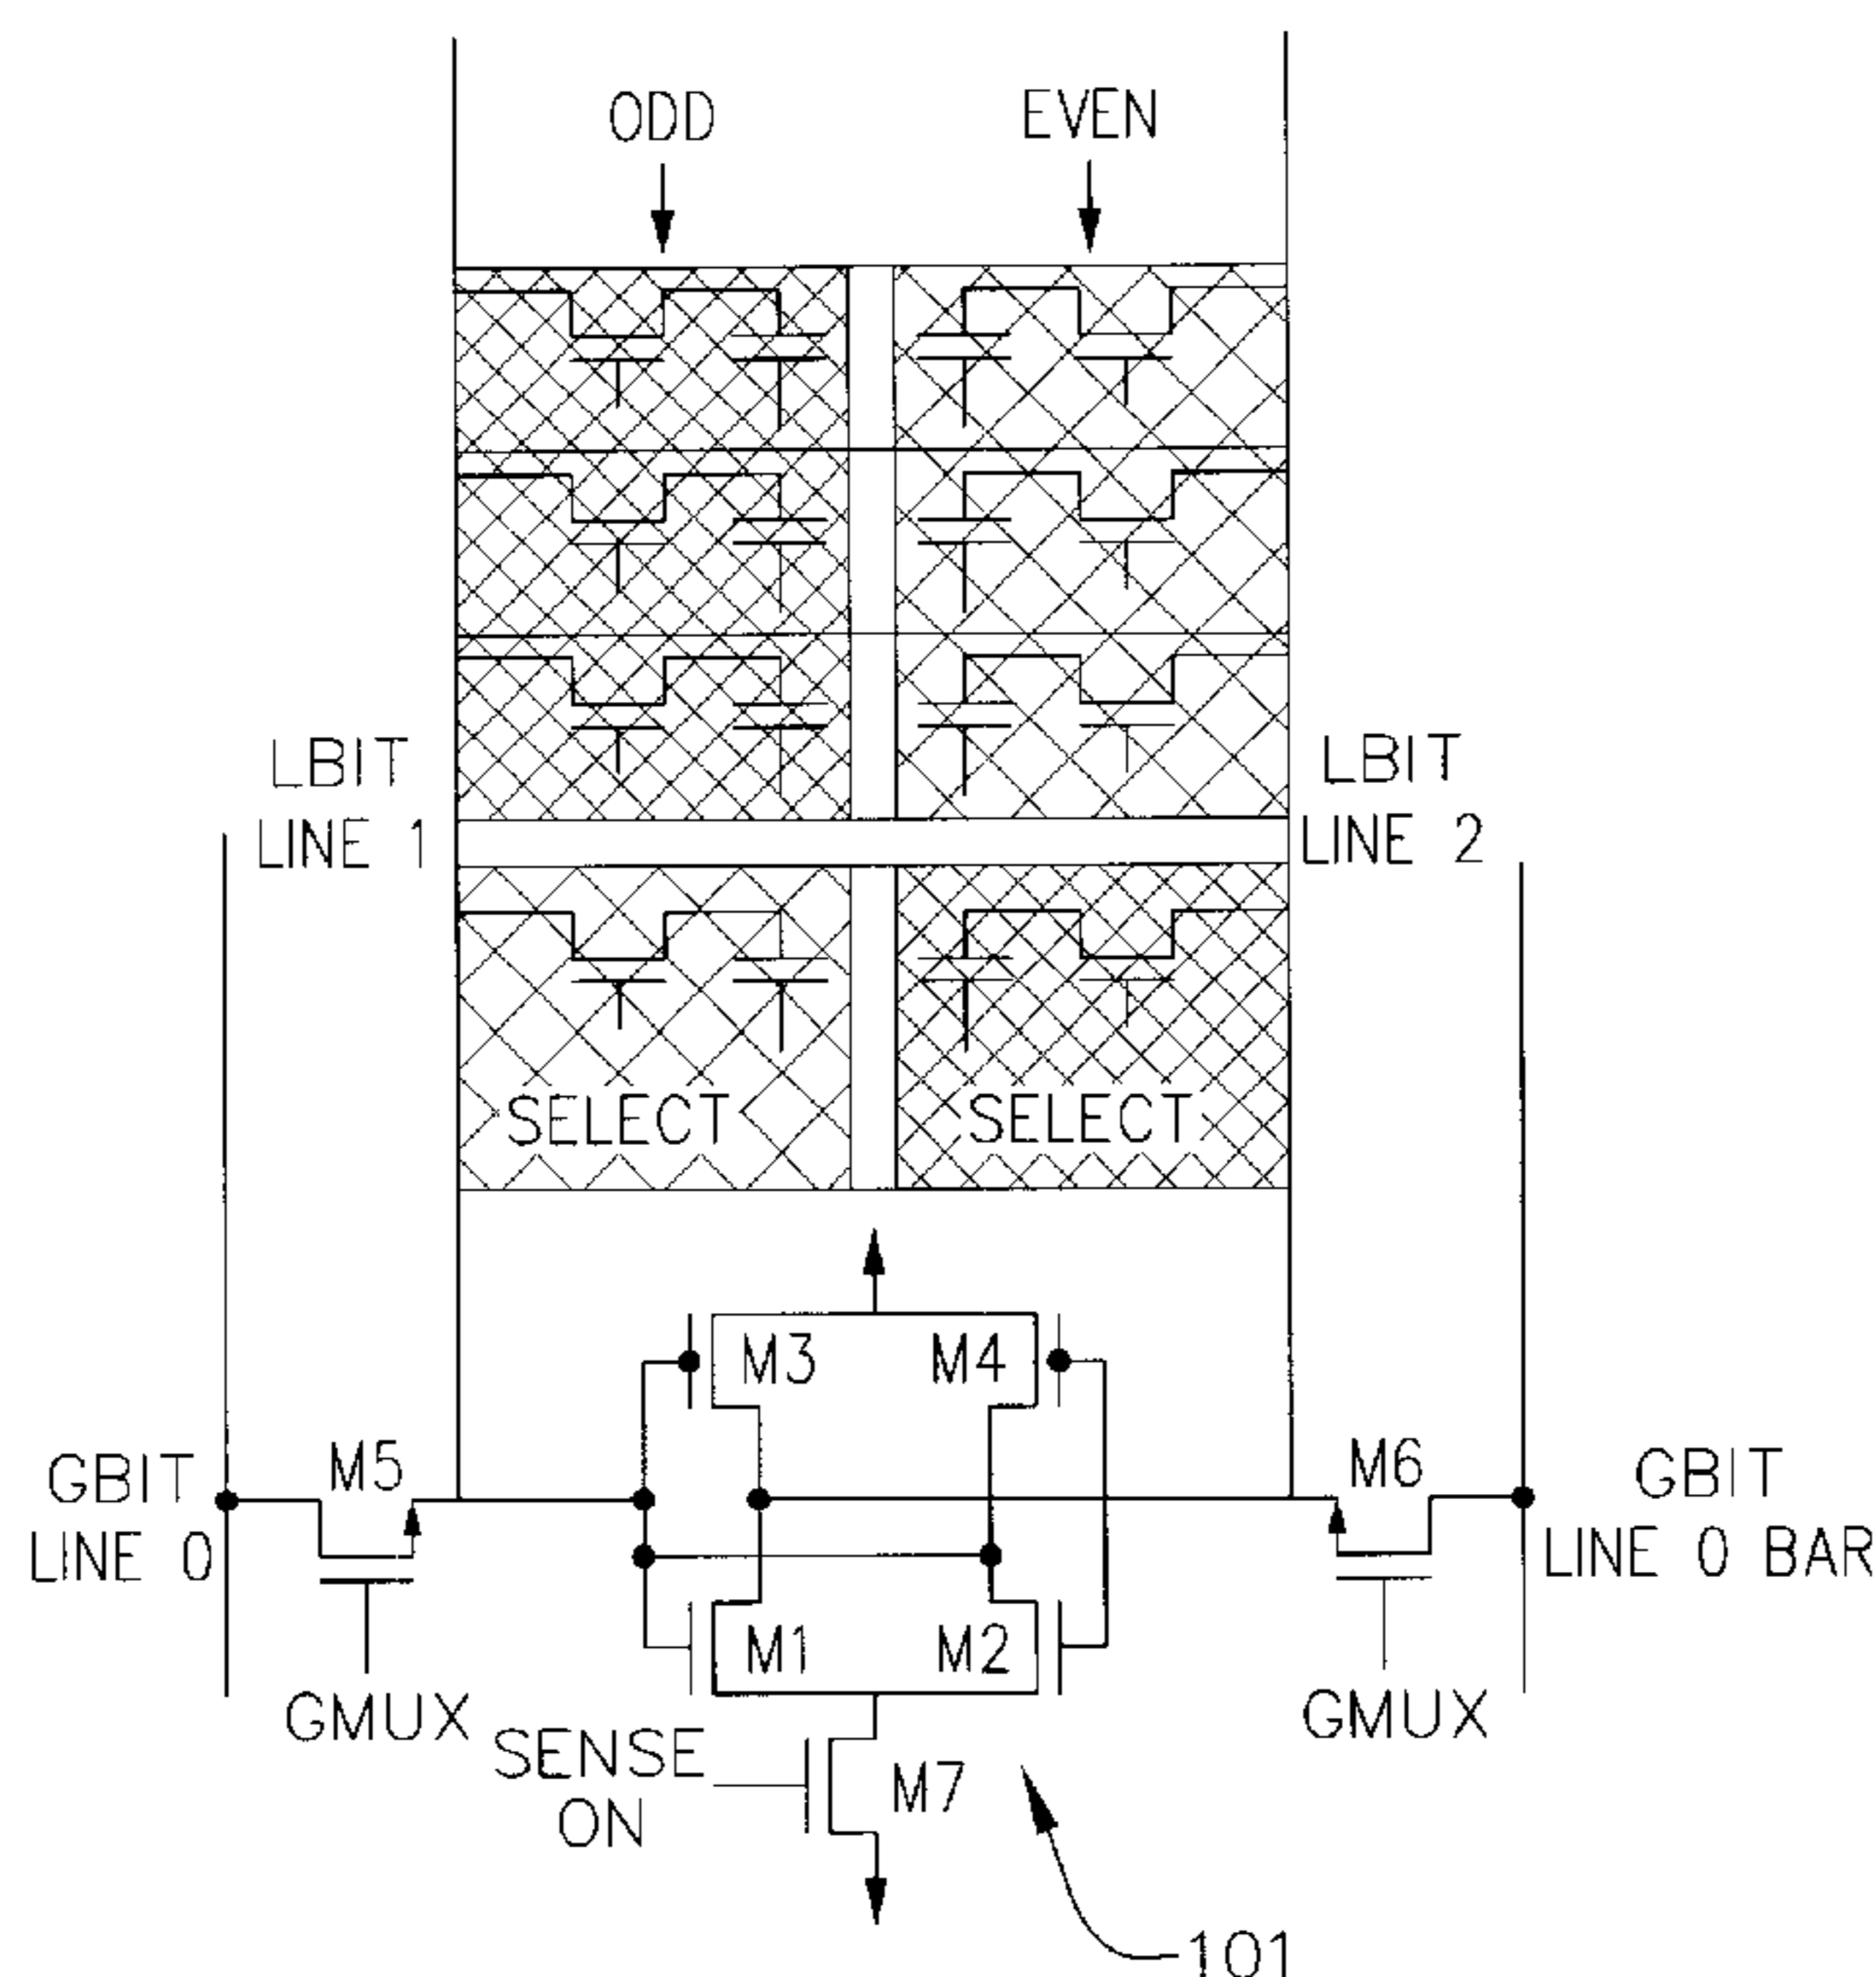 ODD
EVEN
LBIT
LINE 1
LBIT
LINE 2
SELECT
SELECT
M3
M4
GBIT
LINE 0
M5
M6
GBIT
LINE 0 BAR
M1
M2
GMUX
GMUX
SENSE
ON
M7
101